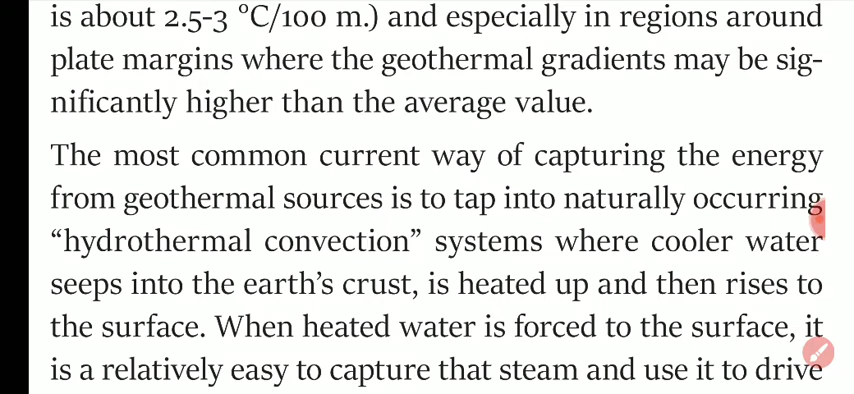 is about 2.5-3 °C/100 m.) and especially in regions around
plate margins where the geothermal gradients may be sig-
nificantly higher than the average value.
The most common current way of capturing the energy
from geothermal sources is to tap into naturally occurring
“hydrothermal convection” systems where cooler water
seeps into the earth’s crust, is heated up and then rises to
the surface. When heated water is forced to the surface, it
is a relatively easy to capture that steam and use it to drive